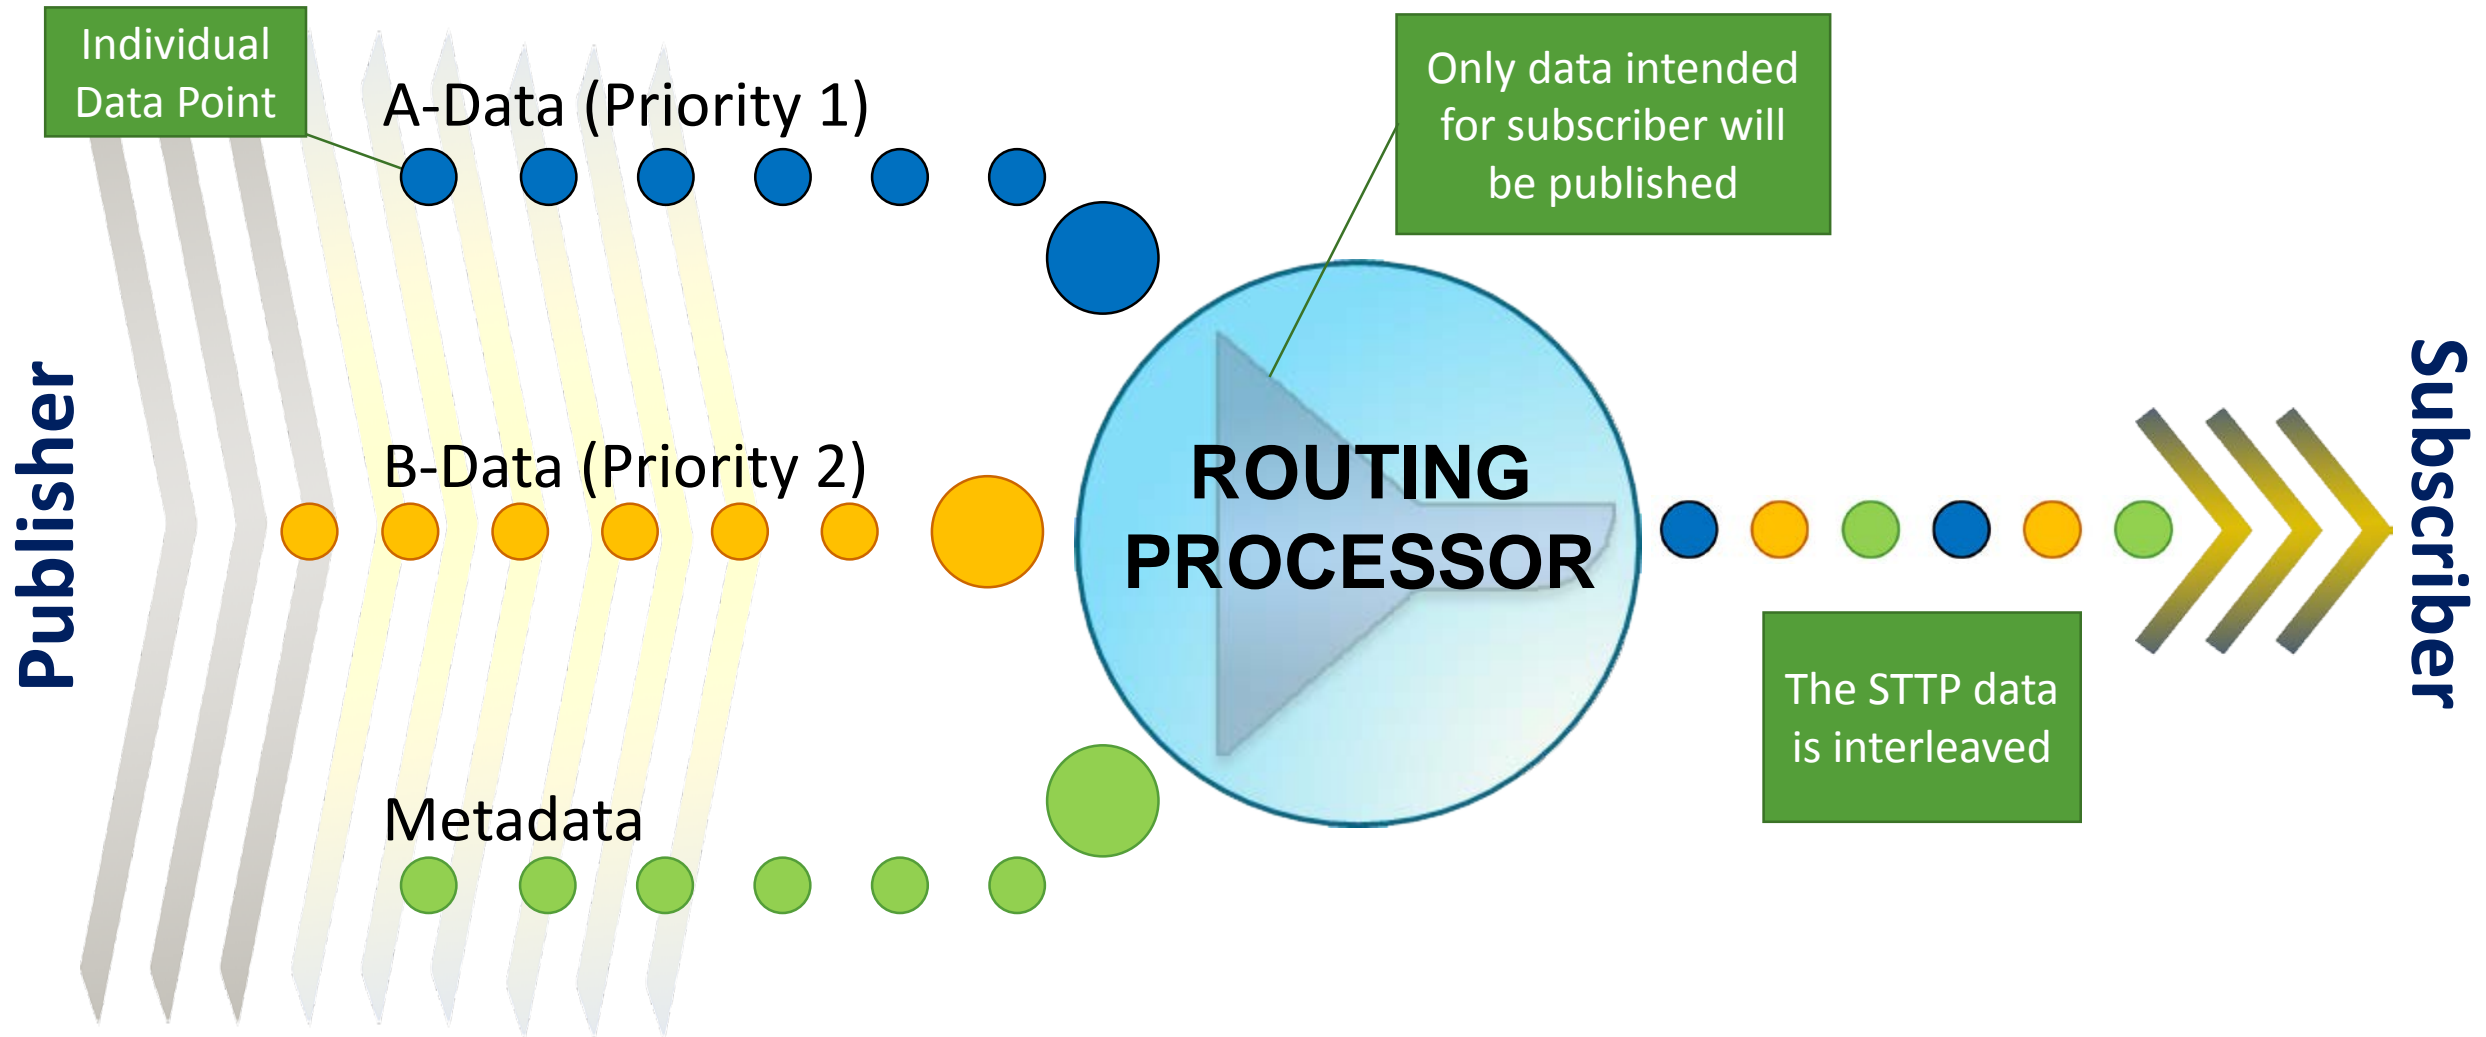 Individual
Data Point
A-Data (Priority 1)
Only data intended
for subscriber will
be published
Publisher
B-Data (Priority 2)
ROUTING
PROCESSOR
Subscriber
The STTP data
is interleaved
Metadata